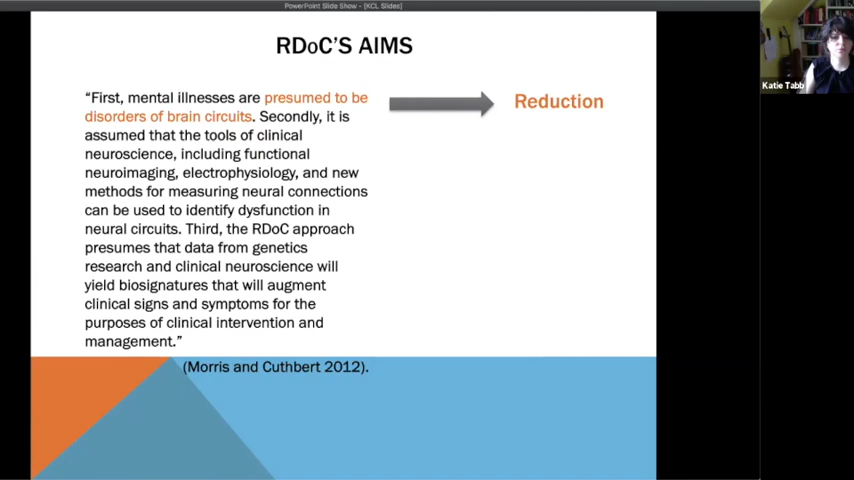 PowerPoint Slide Show - [KCL Slides]
RDoC'S AIMS
“First, mental illnesses are presumed to be
disorders of brain circuits. Secondly, it is
assumed that the tools of clinical
neuroscience, including functional
neuroimaging, electrophysiology, and new
methods for measuring neural connections
can be used to identify dysfunction in
neural circuits. Third, the RDoC approach
presumes that data from genetics
research and clinical neuroscience will
yield biosignatures that will augment
clinical signs and symptoms for the
purposes of clinical intervention and
management.”
(Morris and Cuthbert 2012).
Reduction
Katie Tabb